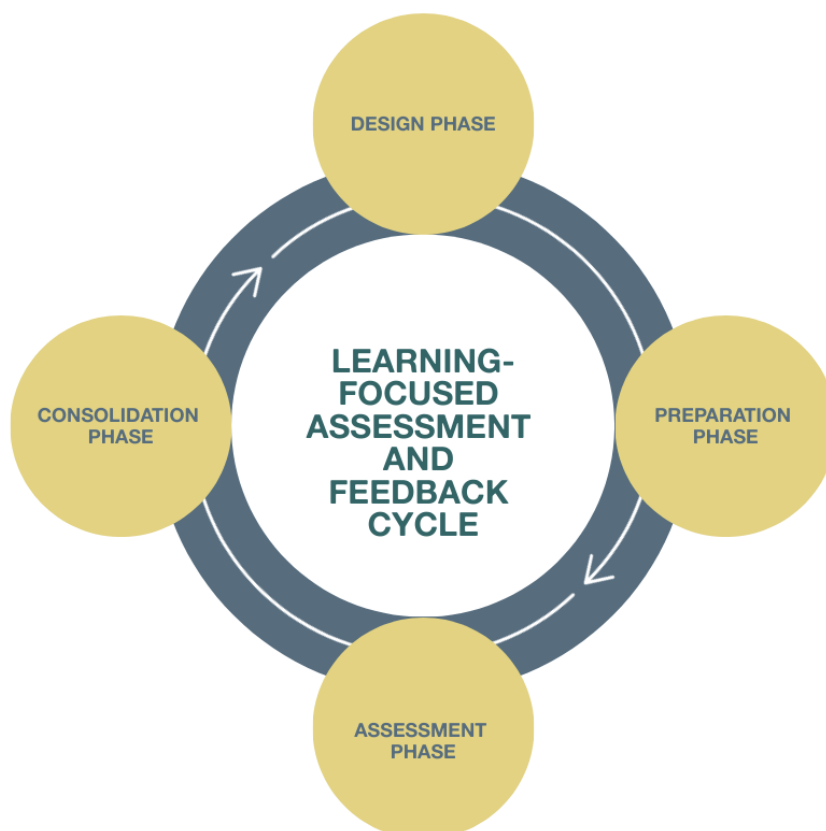 DESIGN PHASE
LEARNING-
FOCUSED
ASSESSMENT
AND
FEEDBACK
CYCLE
CONSOLIDATION
PHASE
PREPARATION
PHASE
ASSESSMENT
PHASE